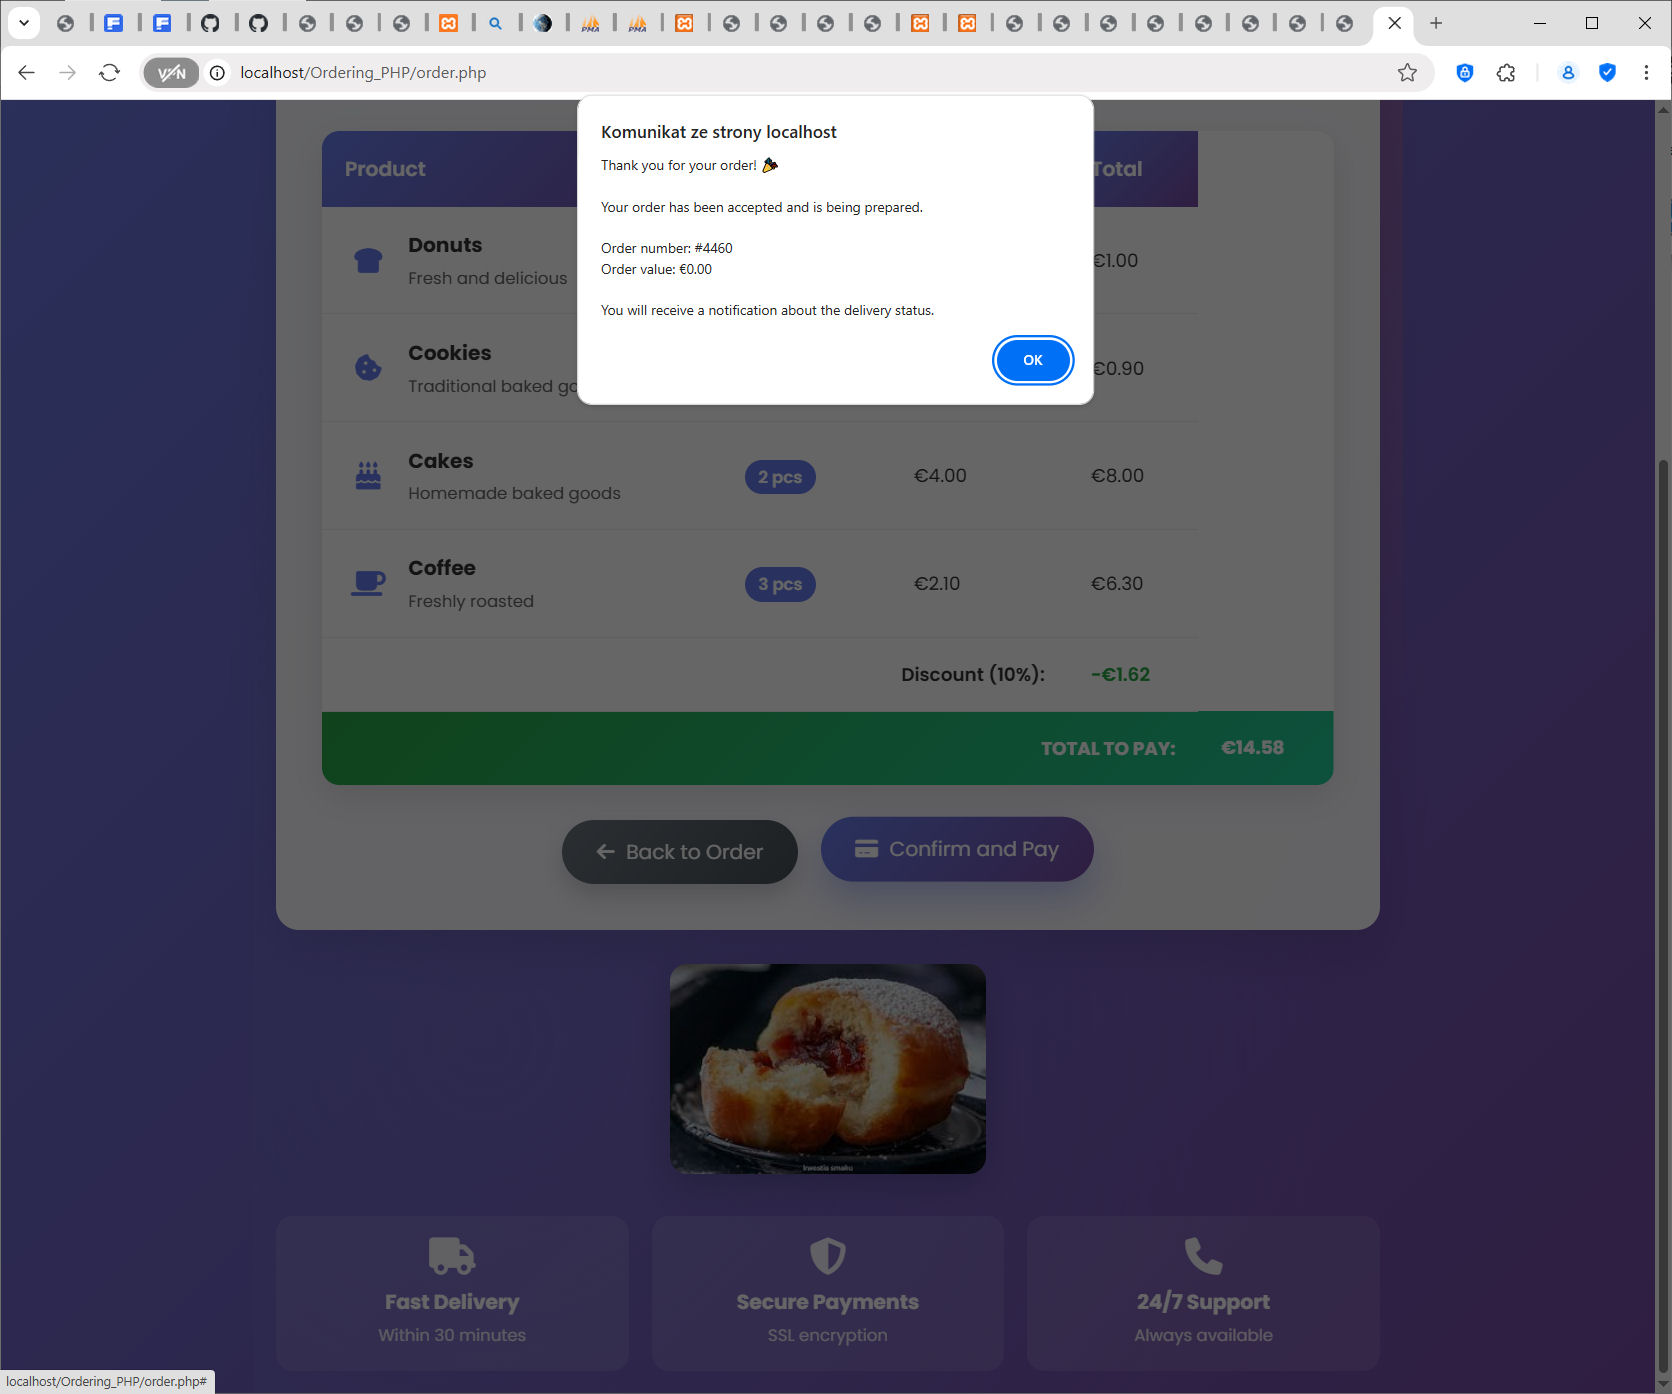 VPN
localhost/Ordering_PHP/order.php
Komunikat ze strony localhost
Thank you for your order! 🎉
Your order has been accepted and is being prepared.
Order number: #4460
Order value: €0.00
You will receive a notification about the delivery status.
OK
Product
Total
Donuts
Fresh and delicious
€1.00
Cookies
Traditional baked go
€0.90
Cakes
Homemade baked goods
2 pcs
€4.00
€8.00
Coffee
Freshly roasted
3 pcs
€2.10
€6.30
Discount (10%):
-€1.62
TOTAL TO PAY:
€14.58
Back to Order
Confirm and Pay
kwestia smaku
Fast Delivery
Within 30 minutes
Secure Payments
SSL encryption
24/7 Support
Always available
localhost/Ordering_PHP/order.php#